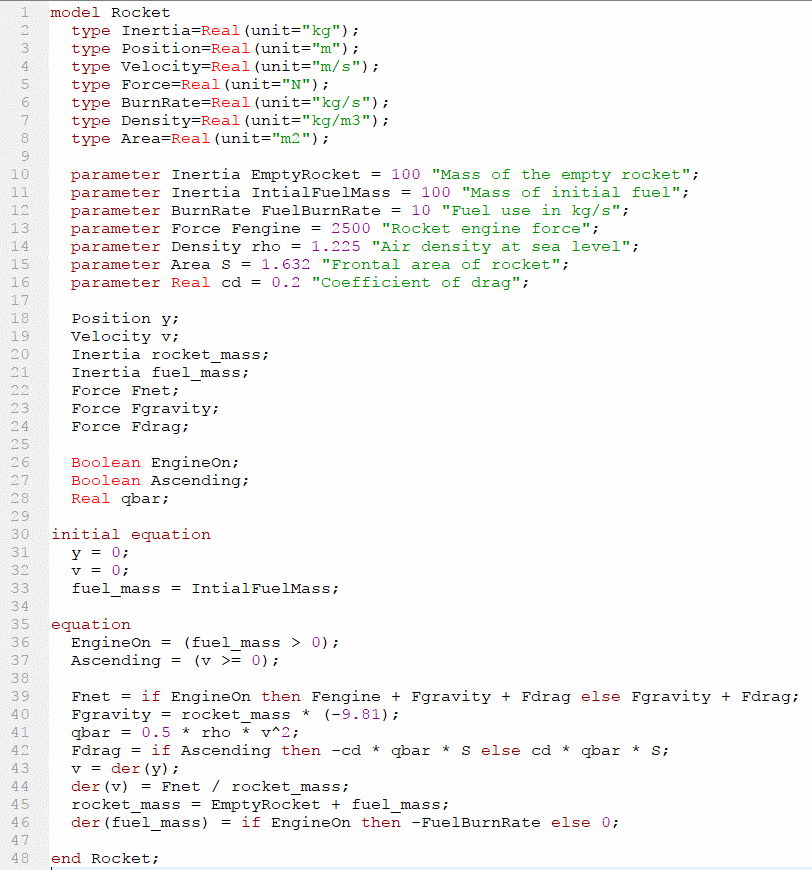 1 model Rocket
2 type Inertia=Real(unit="kg");
3 type Position=Real(unit="m");
4 type Velocity=Real(unit="m/s");
5 type Force=Real(unit="N");
6 type BurnRate=Real(unit="kg/s");
7 type Density=Real(unit="kg/m3");
8 type Area=Real(unit="m2");
9
10 parameter Inertia EmptyRocket = 100 "Mass of the empty rocket";
11 parameter Inertia IntialFuelMass = 100 "Mass of initial fuel";
12 parameter BurnRate FuelBurnRate = 10 "Fuel use in kg/s";
13 parameter Force Fengine = 2500 "Rocket engine force";
14 parameter Density rho = 1.225 "Air density at sea level";
15 parameter Area S = 1.632 "Frontal area of rocket";
16 parameter Real cd = 0.2 "Coefficient of drag";
17
18 Position y;
19 Velocity v;
20 Inertia rocket_mass;
21 Inertia fuel_mass;
22 Force Fnet;
23 Force Fgravity;
24 Force Fdrag;
25
26 Boolean EngineOn;
27 Boolean Ascending;
28 Real qbar;
29
30 initial equation
31 y = 0;
32 v = 0;
33 fuel_mass = IntialFuelMass;
34
35 equation
36 EngineOn = (fuel_mass > 0);
37 Ascending = (v >= 0);
38
39 Fnet = if EngineOn then Fengine + Fgravity + Fdrag else Fgravity + Fdrag;
40 Fgravity = rocket_mass * (-9.81);
41 qbar = 0.5 * rho * v^2;
42 Fdrag = if Ascending then -cd * qbar * S else cd * qbar * S;
43 v = der(y);
44 der(v) = Fnet / rocket_mass;
45 rocket_mass = EmptyRocket + fuel_mass;
46 der(fuel_mass) = if EngineOn then -FuelBurnRate else 0;
47
48 end Rocket;